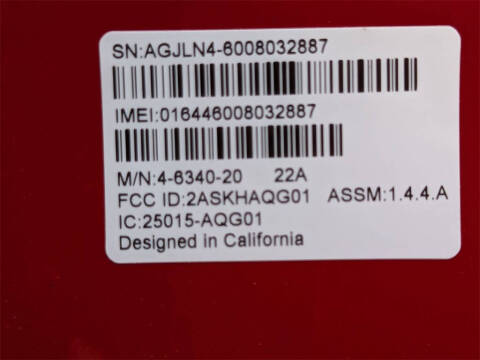 SN:AGJLN4-6008032887
IMEI:016446008032887
M/N:4-6340-20 22A
FCC ID:2ASKHAQG01 ASSM:1.4.4.A
IC:25015-AQG01
Designed in California